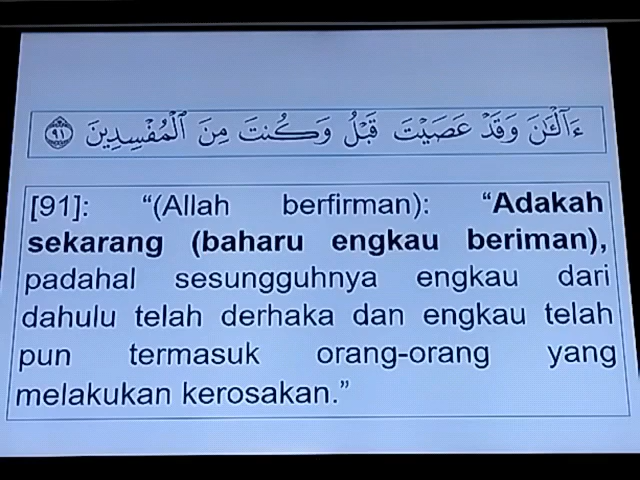 ءَآلْـَٰٔنَ وَقَدْ عَصَيْتَ قَبْلُ وَكُنتَ مِنَ ٱلْمُفْسِدِينَ ٩١
[91]: “(Allah berfirman): “Adakah
sekarang (baharu engkau beriman),
padahal sesungguhnya engkau dari
dahulu telah derhaka dan engkau telah
pun termasuk orang-orang yang
melakukan kerosakan.”